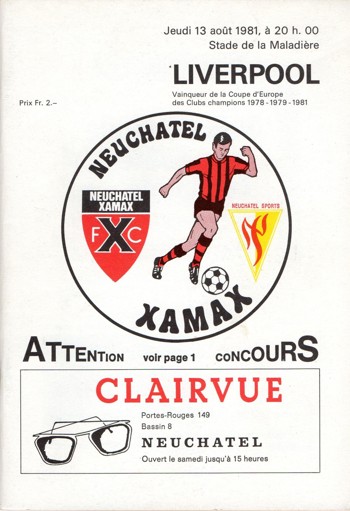 Jeudi 13 août 1981, à 20 h. 00
Stade de la Maladière
LIVERPOOL
Vainqueur de la Coupe d'Europe
des Clubs champions 1978-1979-1981
Prix Fr. 2.–
NEUCHATEL
NEUCHATEL
XAMAX
F X C
NEUCHATEL SPORTS
XAMAX
ATTENTION voir page 1 CONCOURS
CLAIRVUE
Portes-Rouges 149
Bassin 8
NEUCHATEL
Ouvert le samedi jusqu'à 15 heures